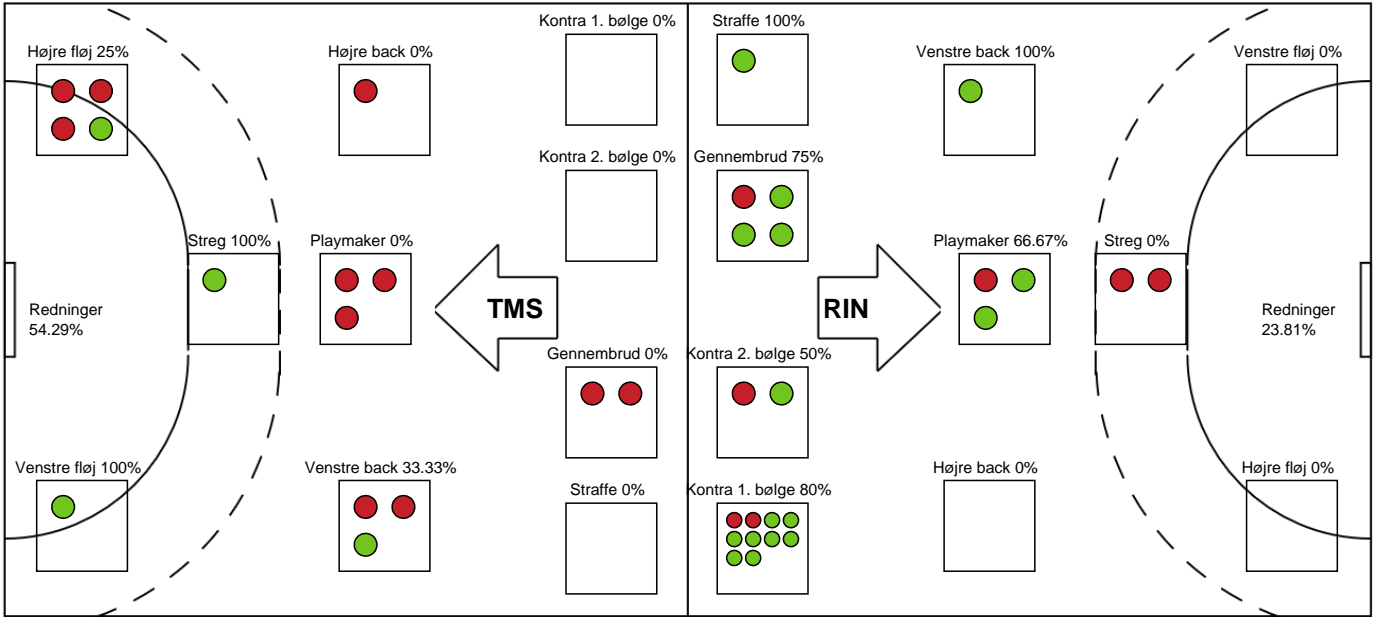 Kontra 1. bølge 0%
Straffe 100%
Højre fløj 25%
Højre back 0%
Venstre back 100%
Venstre fløj 0%
Kontra 2. bølge 0%
Gennembrud 75%
Streg 100%
Playmaker 0%
Playmaker 66.67%
Streg 0%
Redninger
54.29%
TMS
RIN
Redninger
23.81%
Gennembrud 0%
Kontra 2. bølge 50%
Venstre fløj 100%
Venstre back 33.33%
Højre back 0%
Højre fløj 0%
Straffe 0%
Kontra 1. bølge 80%